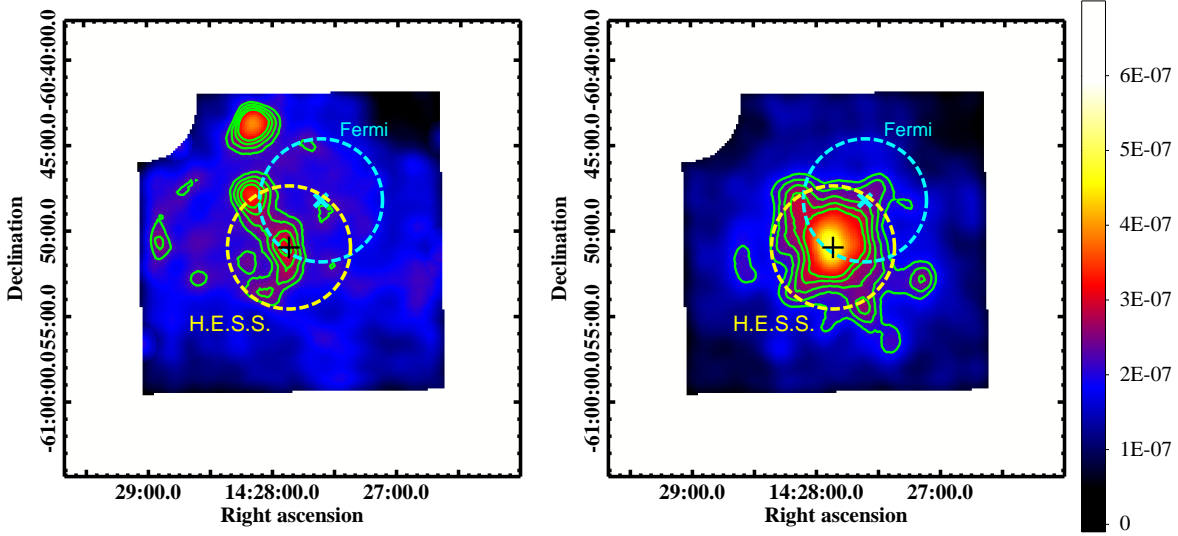 -60:40:00.0
45:00.0
50:00.0
55:00.0
-61:00:00.0
Declination
Fermi
H.E.S.S.
29:00.0
14:28:00.0
27:00.0
Right ascension
-60:40:00.0
45:00.0
50:00.0
55:00.0
-61:00:00.0
Declination
Fermi
H.E.S.S.
29:00.0
14:28:00.0
27:00.0
Right ascension
6E-07
5E-07
4E-07
3E-07
2E-07
1E-07
0